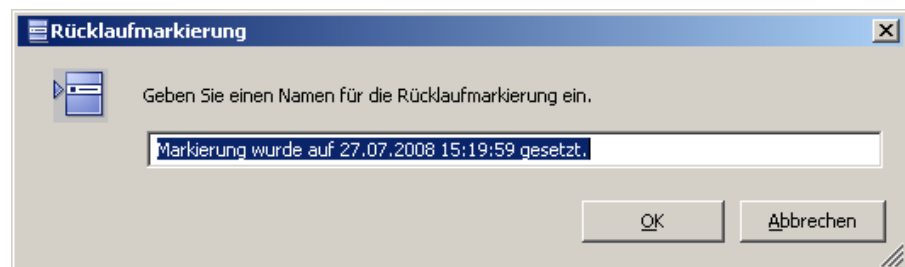 Rücklaufmarkierung
Geben Sie einen Namen für die Rücklaufmarkierung ein.
Markierung wurde auf 27.07.2008 15:19:59 gesetzt.
OK Abbrechen